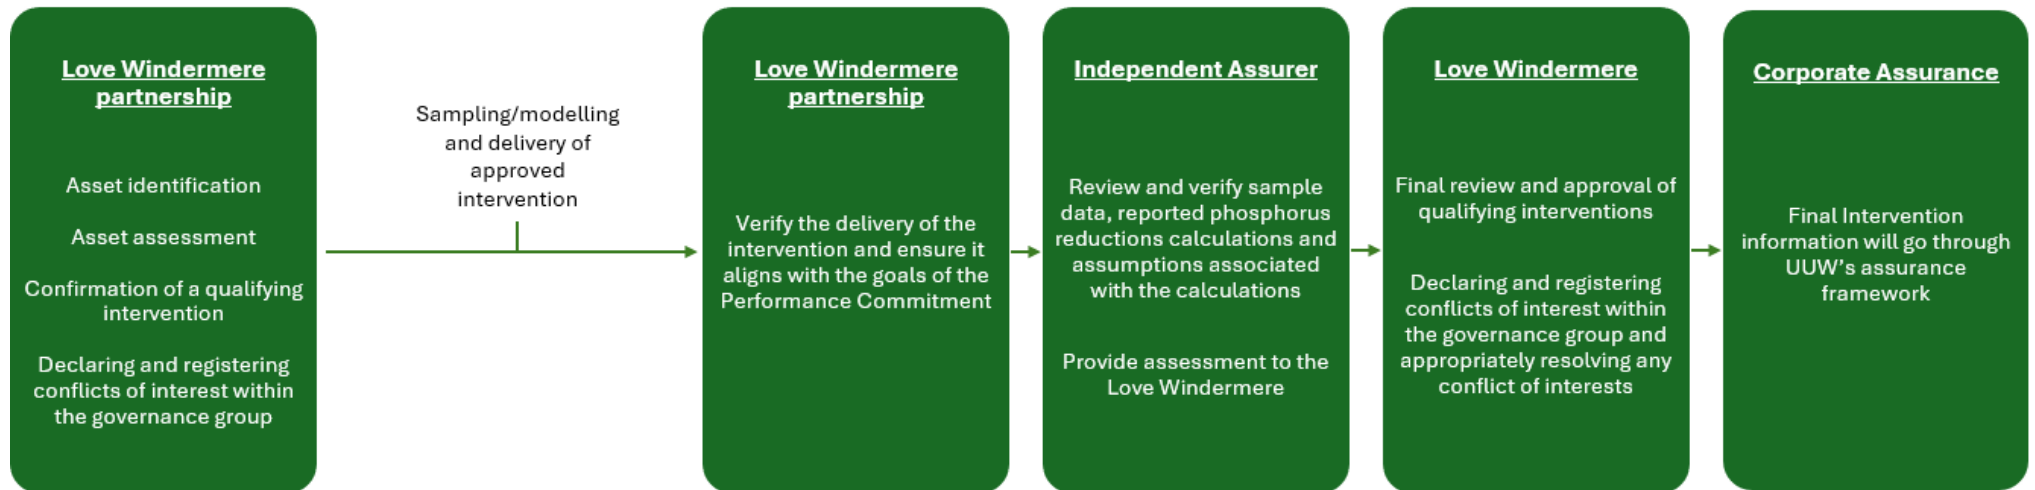 Love Windermere
partnership
Asset identification
Asset assessment
Confirmation of a qualifying
intervention
Declaring and registering
conflicts of interest within
the governance group
Sampling/modelling
and delivery of
approved
intervention
Love Windermere
partnership
Verify the delivery of the
intervention and ensure it
aligns with the goals of the
Performance Commitment
Independent Assurer
Review and verify sample
data, reported phosphorus
reductions calculations and
assumptions associated
with the calculations
Provide assessment to the
Love Windermere
Love Windermere
Final review and approval of
qualifying interventions
Declaring and registering
conflicts of interest within
the governance group and
appropriately resolving any
conflict of interests
Corporate Assurance
Final Intervention
information will go through
UUW's assurance
framework